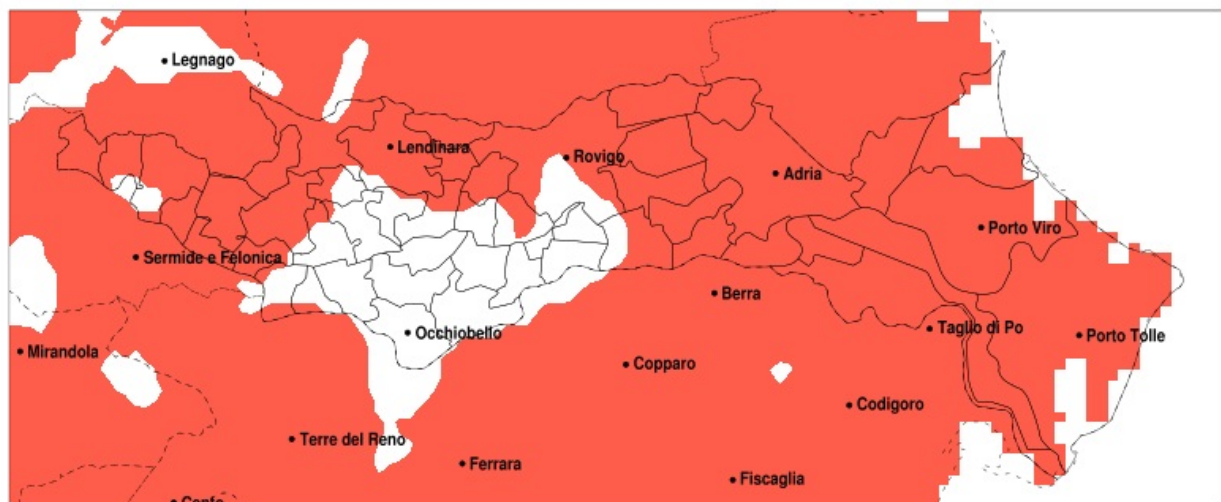 Legnago
Lendinara
Rovigo
Adria
Porto Viro
Sermide e Felonica
Berra
Occhiobello
Taglio di Po
Porto Tolle
Mirandola
Copparo
Codigoro
Terre del Reno
Ferrara
Fiscaglia